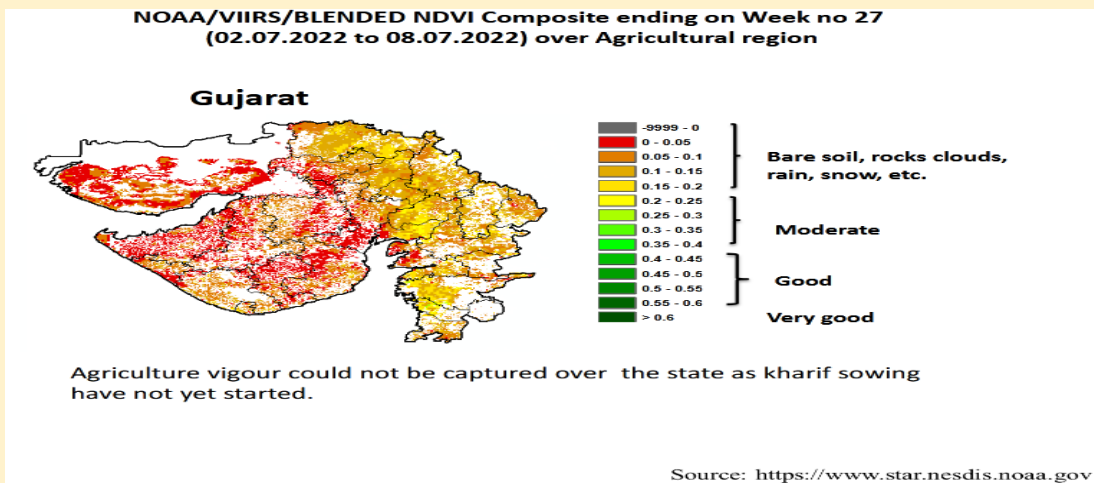 NOAA/VIIRS/BLENDED NDVI Composite ending on Week no 27
(02.07.2022 to 08.07.2022) over Agricultural region
Gujarat
-9999 - 0
0 - 0.05
0.05 - 0.1
0.1 - 0.15
0.15 - 0.2
0.2 - 0.25
0.25 - 0.3
0.3 - 0.35
0.35 - 0.4
0.4 - 0.45
0.45 - 0.5
0.5 - 0.55
0.55 - 0.6
> 0.6
Bare soil, rocks clouds,
rain, snow, etc.
Moderate
Good
Very good
Agriculture vigour could not be captured over the state as kharif sowing
have not yet started.
Source: https://www.star.nesdis.noaa.gov